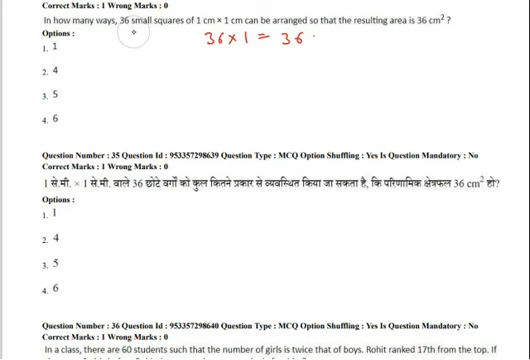 Correct Marks : 1 Wrong Marks : 0
In how many ways, 36 small squares of 1 cm × 1 cm can be arranged so that the resulting area is 36 cm² ?
Options :
36 × 1 = 36 .
1. 1
2. 4
3. 5
4. 6
Question Number : 35 Question Id : 953357298639 Question Type : MCQ Option Shuffling : Yes Is Question Mandatory : No
Correct Marks : 1 Wrong Marks : 0
1 से.मी. × 1 से.मी. वाले 36 छोटे वर्गों को कुल कितने प्रकार से व्यवस्थित किया जा सकता है, कि परिणामिक क्षेत्रफल 36 cm² हो?
Options :
1. 1
2. 4
3. 5
4. 6
Question Number : 36 Question Id : 953357298640 Question Type : MCQ Option Shuffling : Yes Is Question Mandatory : No
Correct Marks : 1 Wrong Marks : 0
In a class, there are 60 students such that the number of girls is twice that of boys. Rohit ranked 17th from the top. If